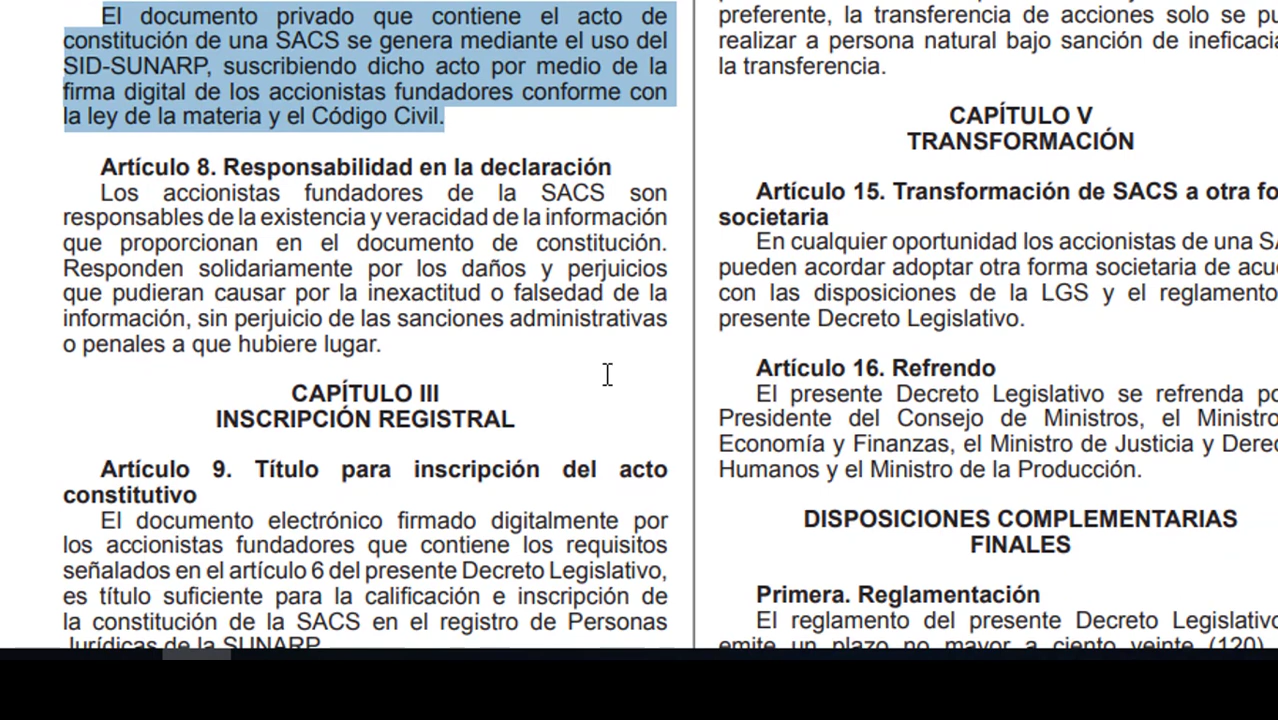 El documento privado que contiene el acto de
constitución de una SACS se genera mediante el uso del
SID-SUNARP, suscribiendo dicho acto por medio de la
firma digital de los accionistas fundadores conforme con
la ley de la materia y el Código Civil.
Artículo 8. Responsabilidad en la declaración
Los accionistas fundadores de la SACS son
responsables de la existencia y veracidad de la información
que proporcionan en el documento de constitución.
Responden solidariamente por los daños y perjuicios
que pudieran causar por la inexactitud o falsedad de la
información, sin perjuicio de las sanciones administrativas
o penales a que hubiere lugar.
CAPÍTULO III
INSCRIPCIÓN REGISTRAL
Artículo 9. Título para inscripción del acto
constitutivo
El documento electrónico firmado digitalmente por
los accionistas fundadores que contiene los requisitos
señalados en el artículo 6 del presente Decreto Legislativo,
es título suficiente para la calificación e inscripción de
la constitución de la SACS en el registro de Personas
Jurídicas de la SUNARP.
preferente, la transferencia de acciones solo se
realizar a persona natural bajo sanción de
la transferencia.
CAPÍTULO V
TRANSFORMACIÓN
Artículo 15. Transformación de SACS a otra
societaria
En cualquier oportunidad los accionistas de una
pueden acordar adoptar otra forma societaria de
con las disposiciones de la LGS y el reglamento
presente Decreto Legislativo.
Artículo 16. Refrendo
El presente Decreto Legislativo se refrenda
Presidente del Consejo de Ministros, el
Economía y Finanzas, el Ministro de Justicia y
Humanos y el Ministro de la Producción.
DISPOSICIONES COMPLEMENTARIAS
FINALES
Primera. Reglamentación
El reglamento del presente Decreto
emite un plazo no mayor a ciento veinte (120)